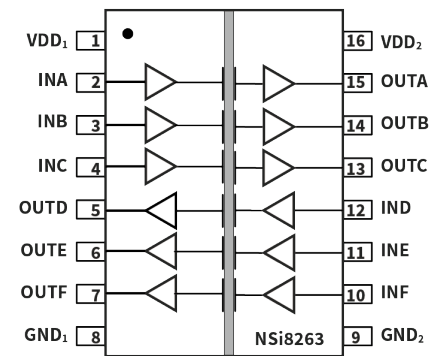 VDD₁ 1 16 VDD₂
INA 2 15 OUTA
INB 3 14 OUTB
INC 4 13 OUTC
OUTD 5 12 IND
OUTE 6 11 INE
OUTF 7 10 INF
GND₁ 8 NSi8263 9 GND₂